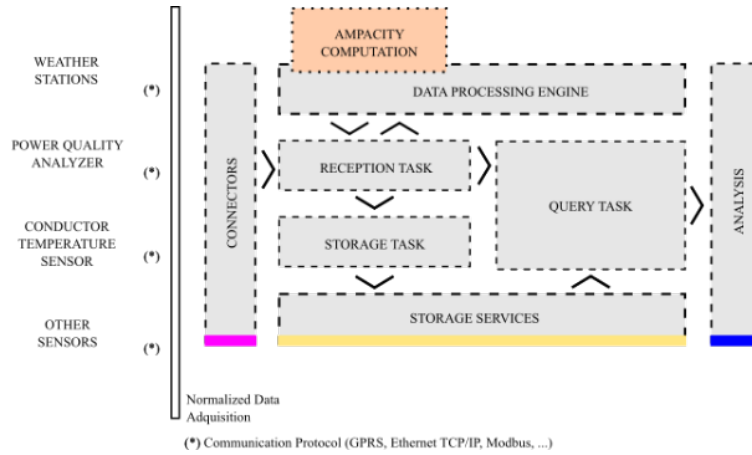 AMPACITY
COMPUTATION
WEATHER
STATIONS
(*)
DATA PROCESSING ENGINE
POWER QUALITY
ANALYZER
(*)
CONNECTORS
RECEPTION TASK
QUERY TASK
ANALYSIS
CONDUCTOR
TEMPERATURE
SENSOR
(*)
STORAGE TASK
OTHER
SENSORS
(*)
STORAGE SERVICES
Normalized Data
Adquisition
(*) Communication Protocol (GPRS, Ethernet TCP/IP, Modbus, ...)